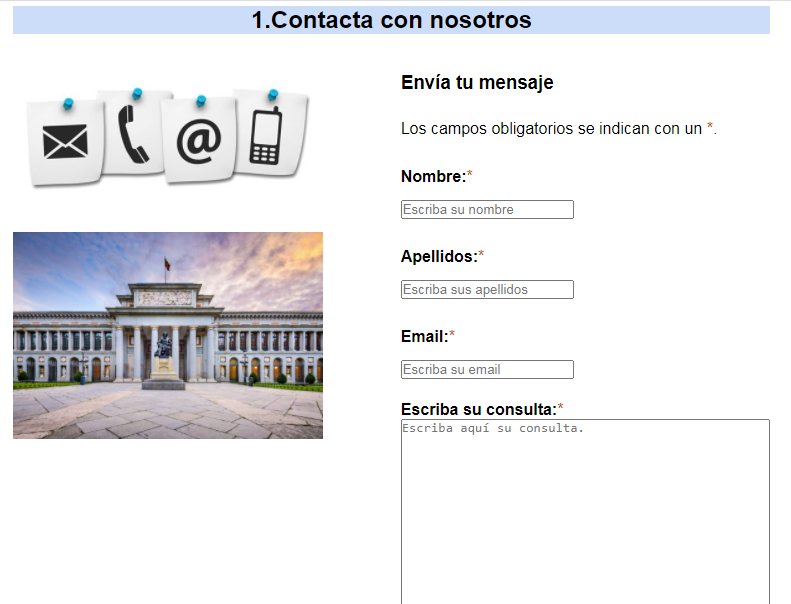 1.Contacta con nosotros
@
Envía tu mensaje
Los campos obligatorios se indican con un *.
Nombre:*
Escriba su nombre
Apellidos:*
Escriba sus apellidos
Email:*
Escriba su email
Escriba su consulta:*
Escriba aquí su consulta.